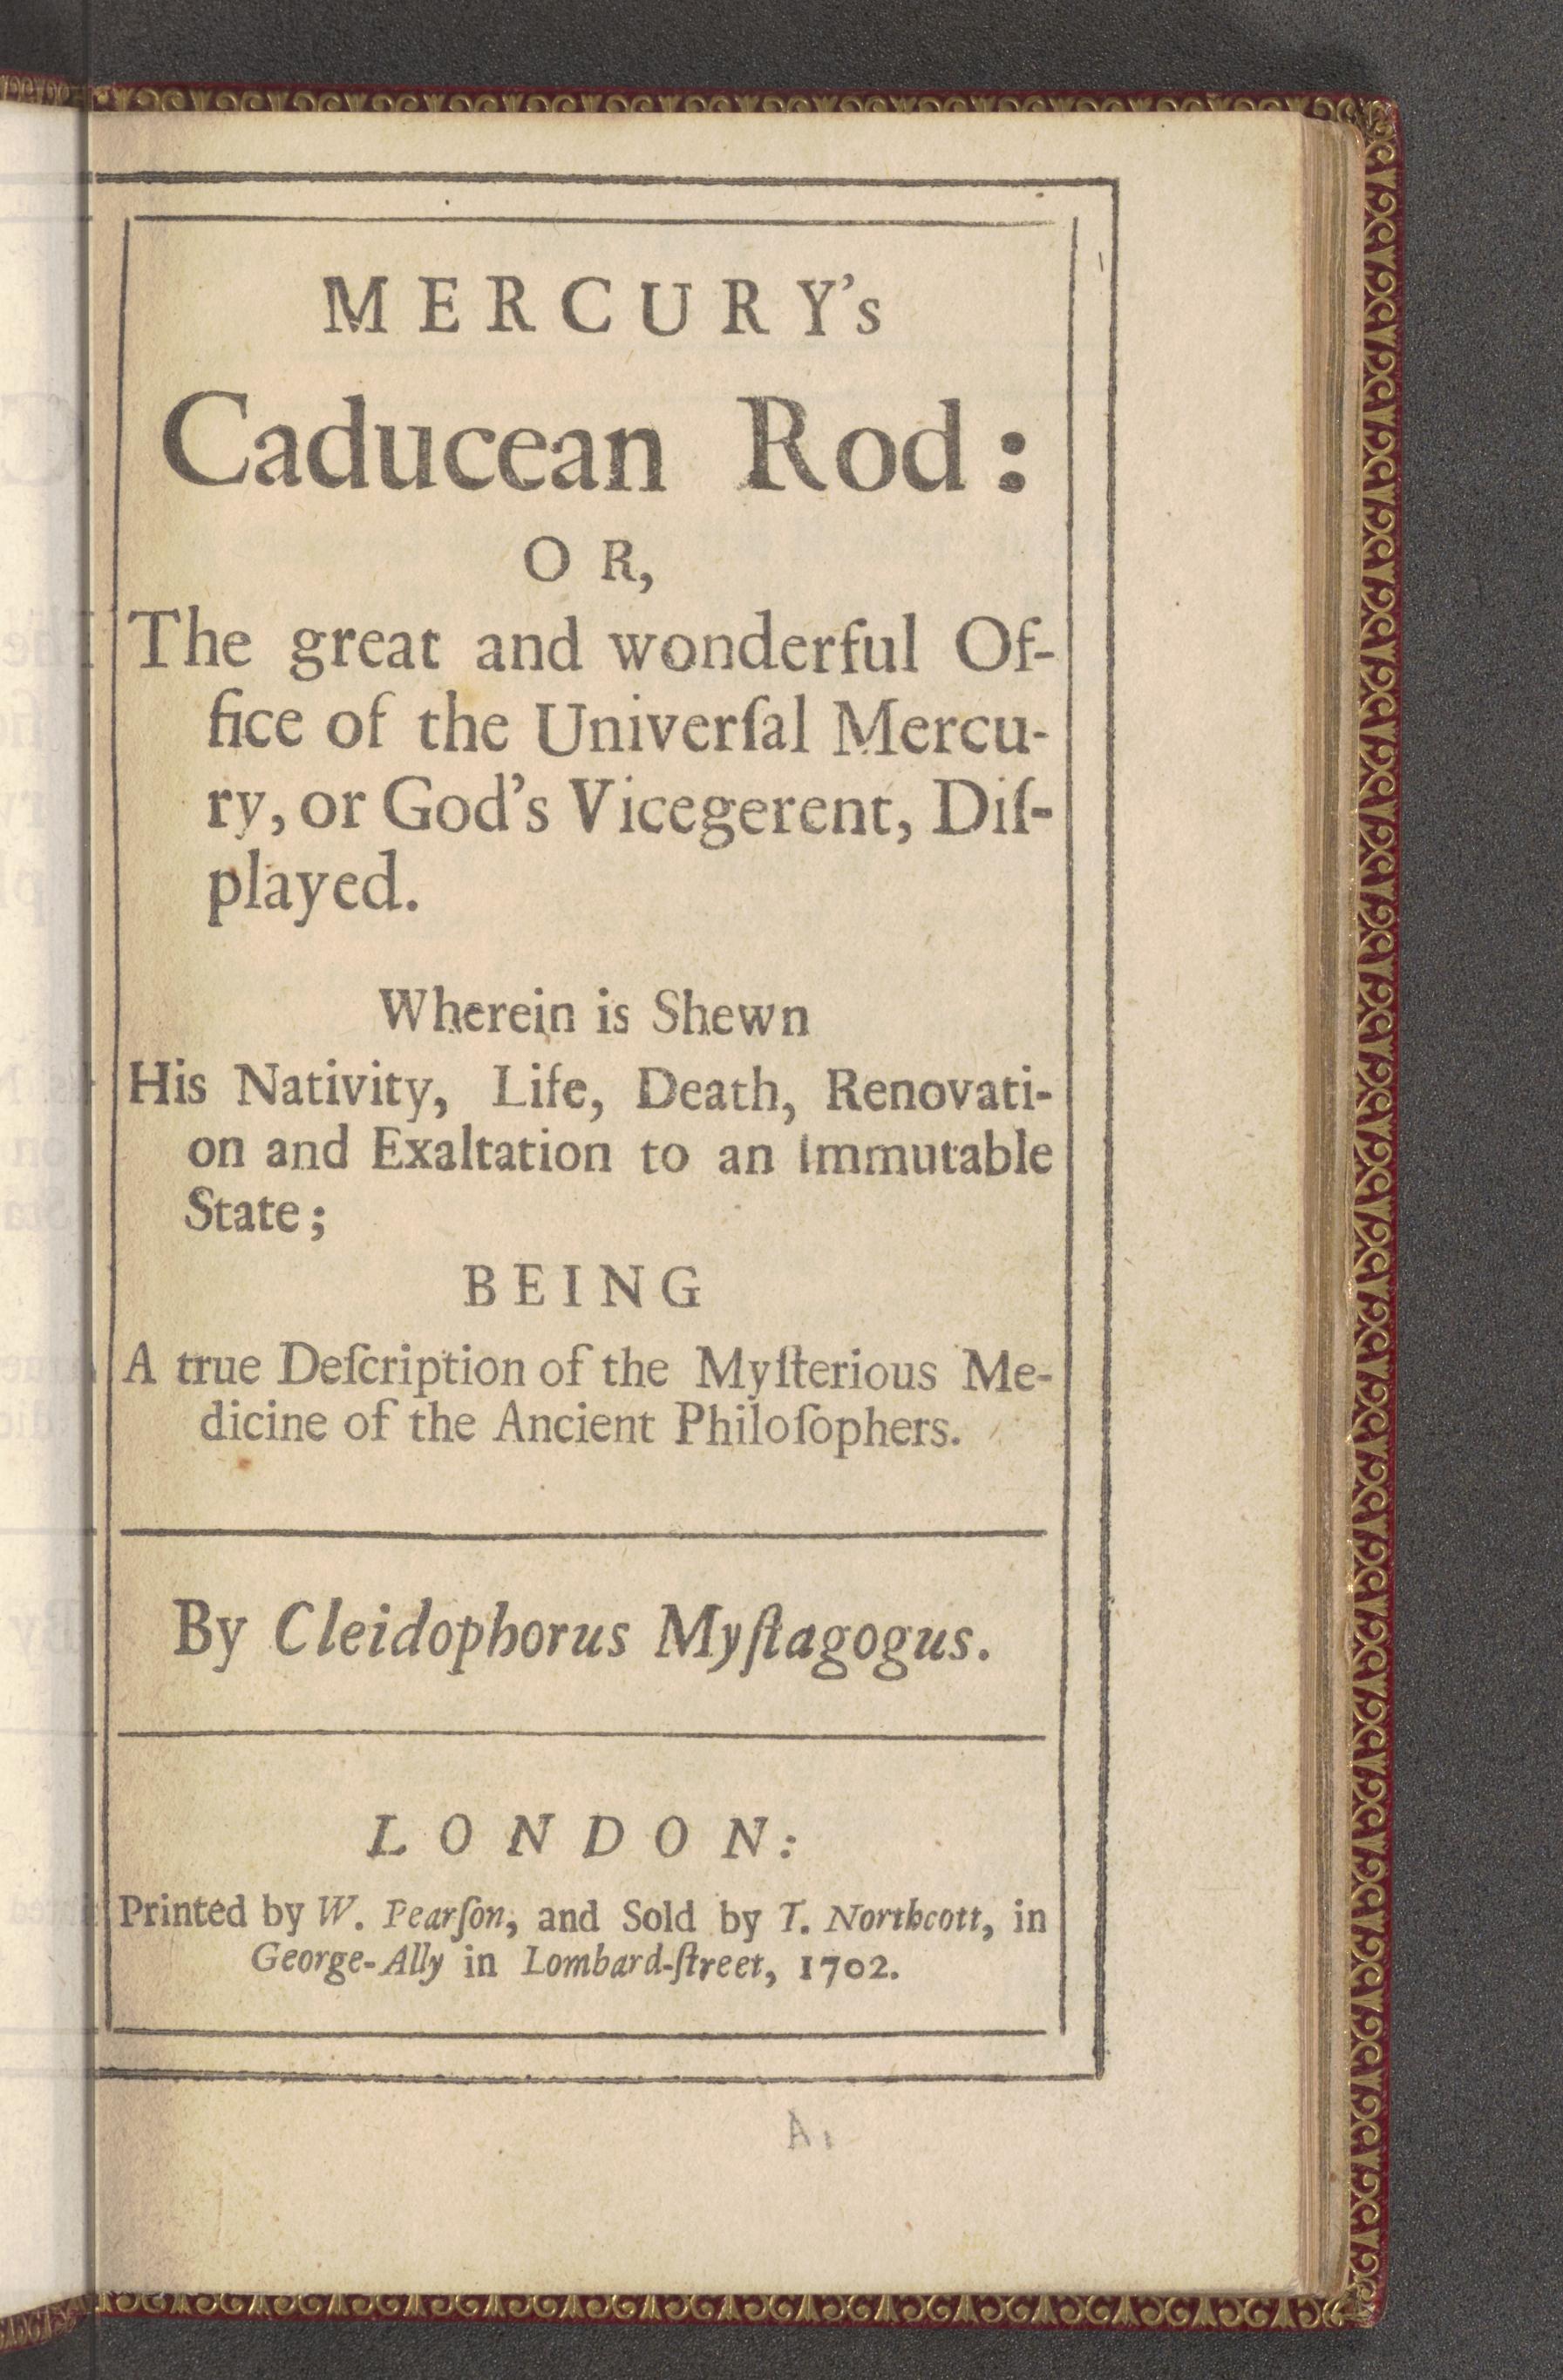 MERCURY's
Caducean Rod:
OR,
The great and wonderful Of-
fice of the Univerſal Mercu-
ry, or God's Vicegerent, Diſ-
played.
Wherein is Shewn
His Nativity, Life, Death, Renovati-
on and Exaltation to an Immutable
State;
BEING
A true Deſcription of the Myſterious Me-
dicine of the Ancient Philoſophers.
By Cleidophorus Myſtagogus.
LONDON:
Printed by W. Pearſon, and Sold by T. Northcott, in
George-Ally in Lombard-ſtreet, 1702.
A1